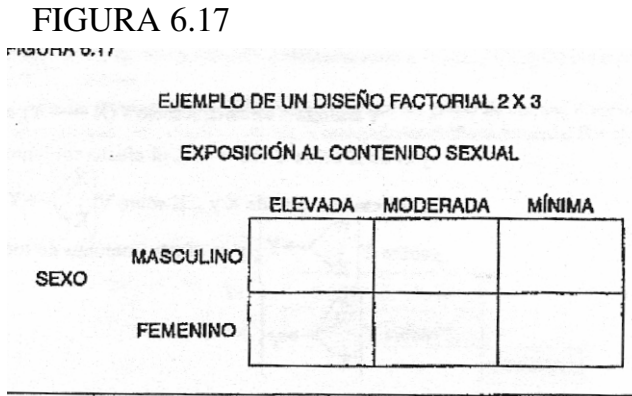 FIGURA 6.17
FIGURA 6.17
EJEMPLO DE UN DISEÑO FACTORIAL 2 X 3
EXPOSICIÓN AL CONTENIDO SEXUAL
ELEVADA MODERADA MÍNIMA
MASCULINO
SEXO
FEMENINO